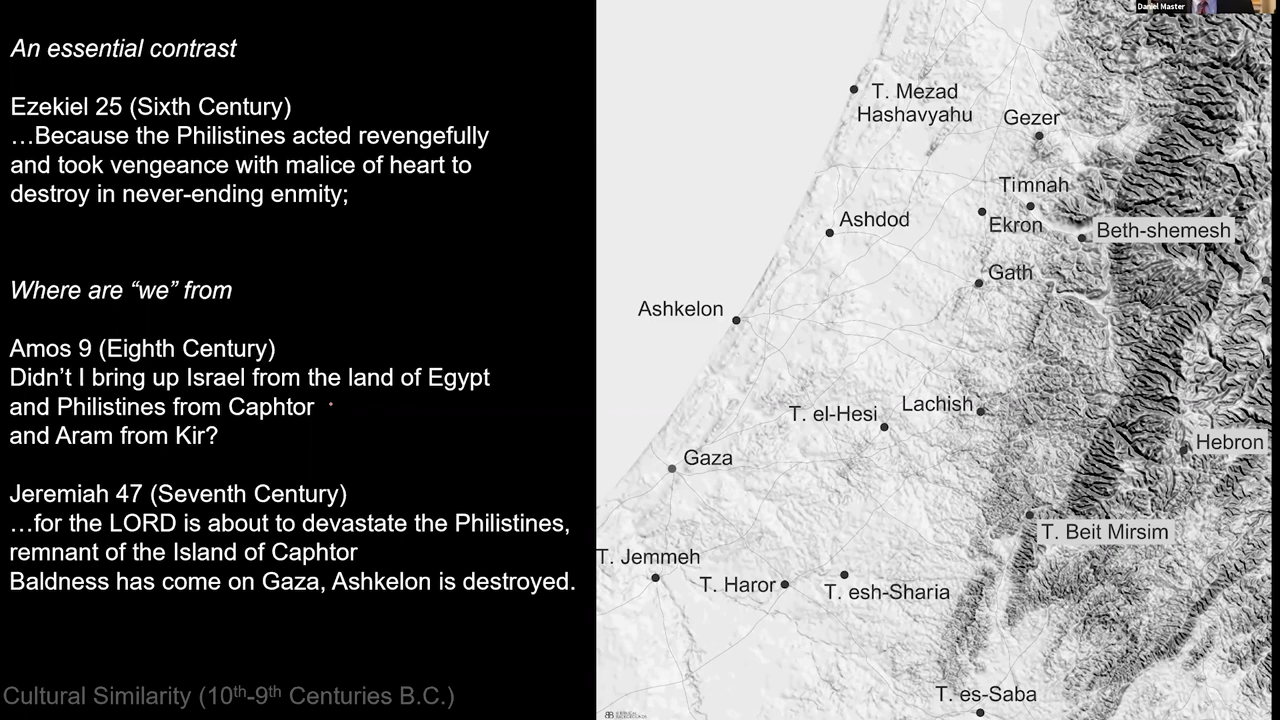 Daniel Master
An essential contrast
Ezekiel 25 (Sixth Century)
…Because the Philistines acted revengefully
and took vengeance with malice of heart to
destroy in never-ending enmity;
Where are “we” from
Amos 9 (Eighth Century)
Didn’t I bring up Israel from the land of Egypt
and Philistines from Caphtor
and Aram from Kir?
Jeremiah 47 (Seventh Century)
…for the LORD is about to devastate the Philistines,
remnant of the Island of Caphtor
Baldness has come on Gaza, Ashkelon is destroyed.
Cultural Similarity (10th-9th Centuries B.C.)
T. Mezad
Hashavyahu
Gezer
Timnah
Ashdod
Ekron
Beth-shemesh
Gath
Ashkelon
Lachish
T. el-Hesi
Hebron
Gaza
T. Beit Mirsim
T. Jemmeh
T. Haror
T. esh-Sharia
T. es-Saba